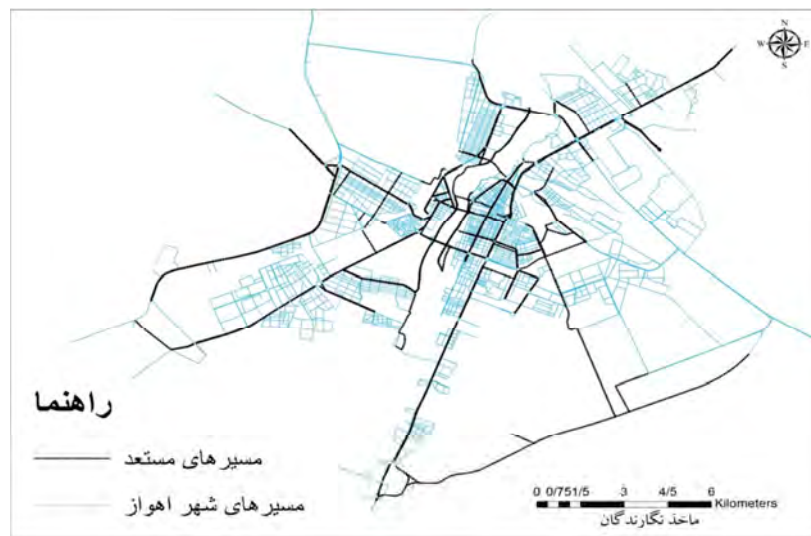 N
W E
S
راهنما
مسیرهای مستعد
مسیرهای شهر اهواز
0 0/751/5 3 4/5 6
Kilometers
ماخذ نگارندگان